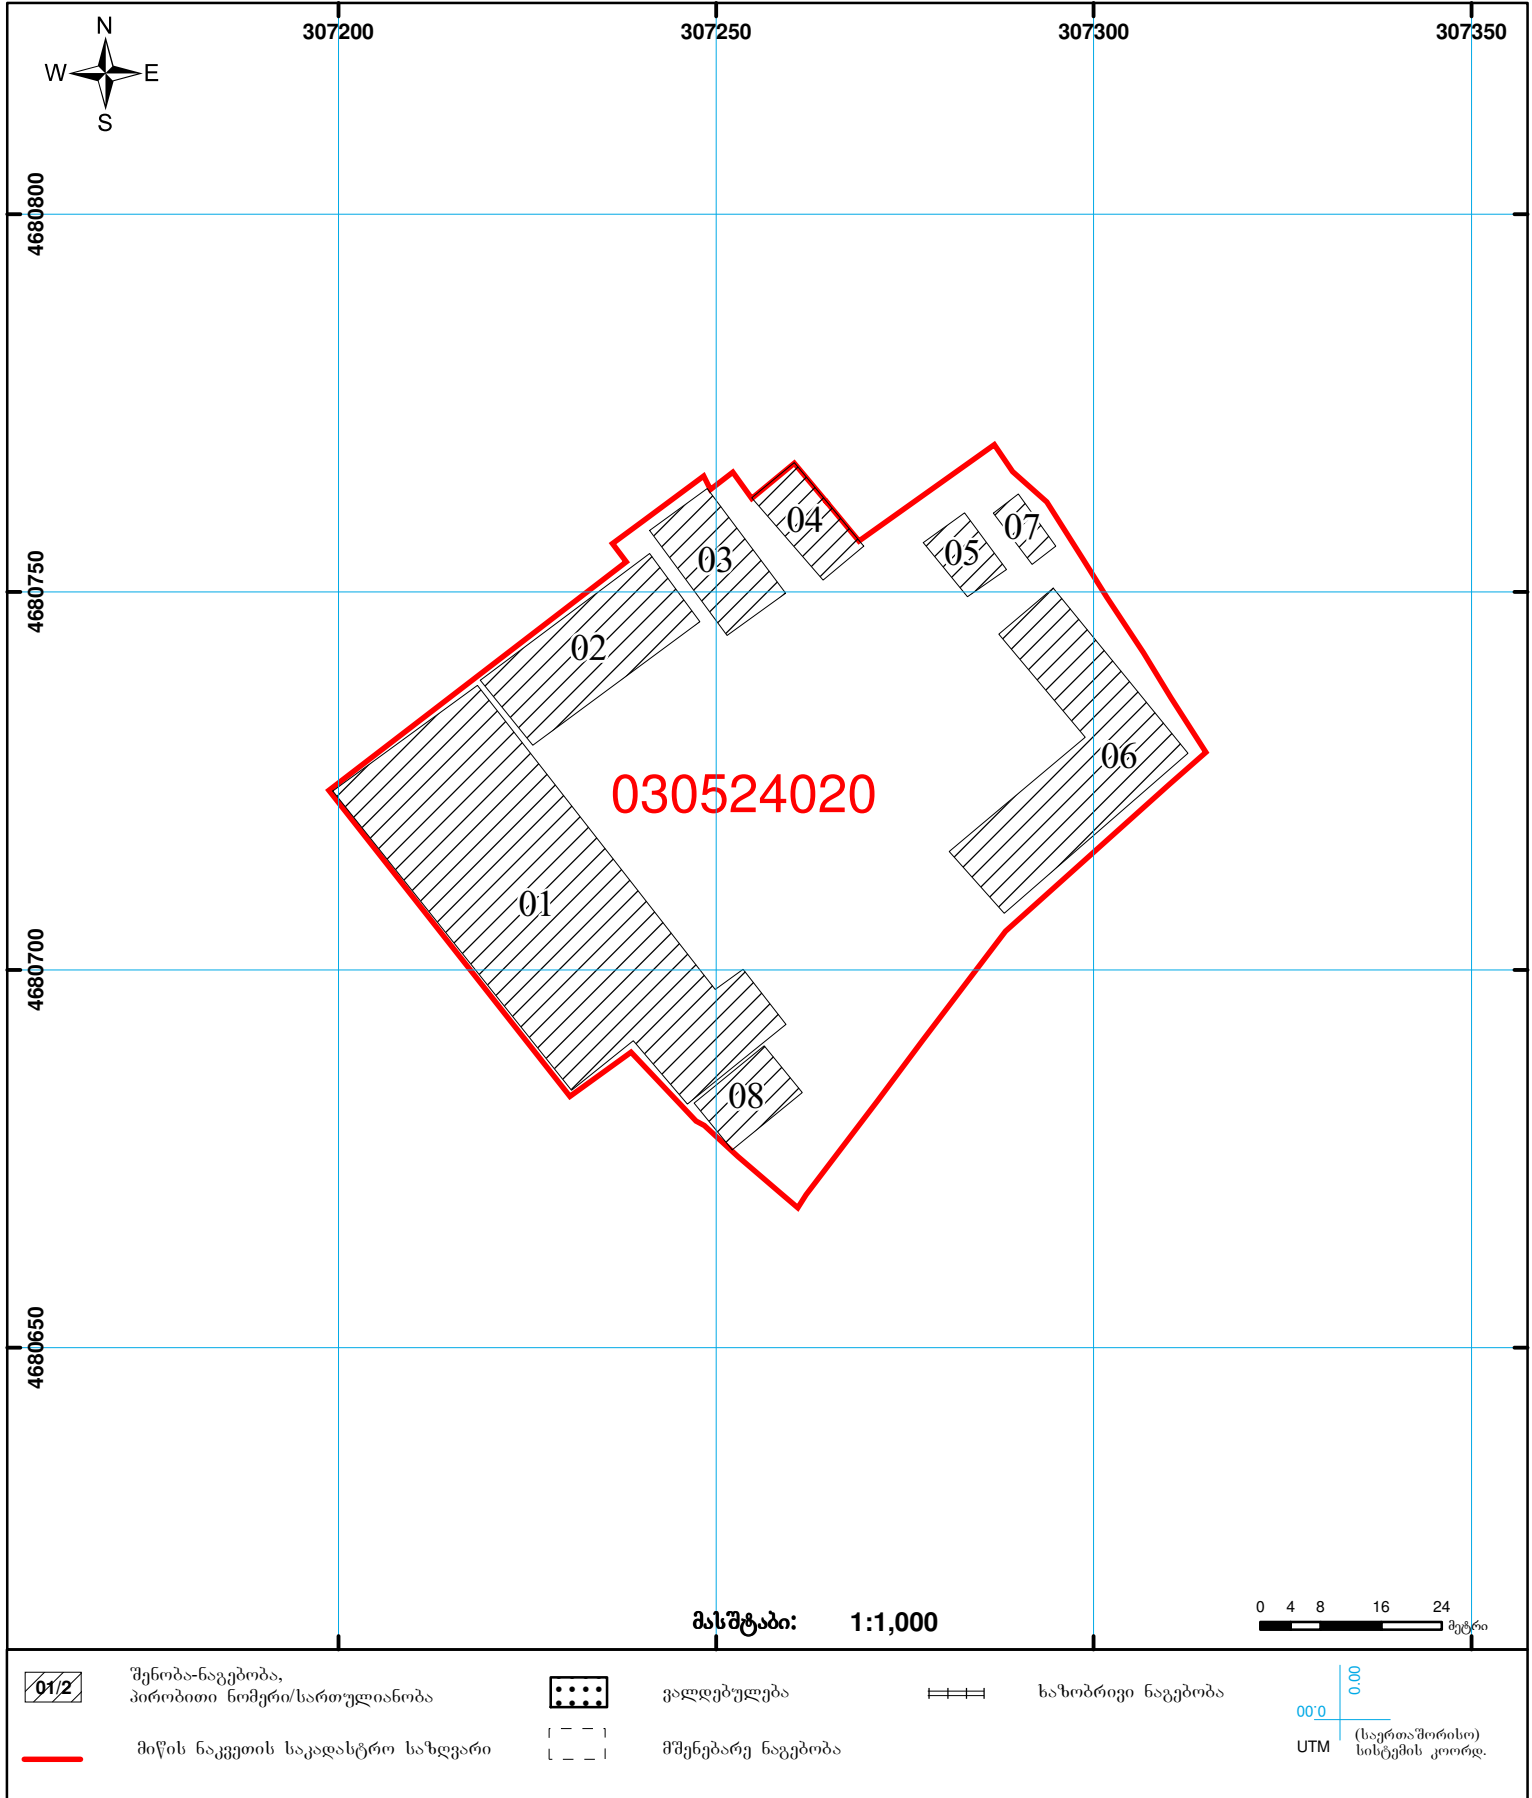 307200 307250 307300 307350
N
W E
S
4680800
4680750
4680700
4680650
04
07
03
05
02
06
030524020
01
08
მასშტაბი: 1:1,000
0 4 8 16 24
მეტრი
01/2
შენობა-ნაგებობა,
პირობითი ნომერი/სართულიანობა
ვალდებულება
ხაზობრივი ნაგებობა
მიწის ნაკვეთის საკადასტრო საზღვარი
მშენებარე ნაგებობა
00.0
00.0
UTM
(საერთაშორისო)
სისტემის კოორდ.